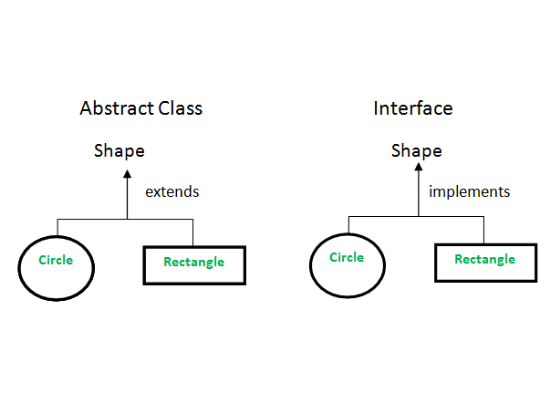 Abstract Class
Shape
extends
Circle
Rectangle
Interface
Shape
implements
Circle
Rectangle